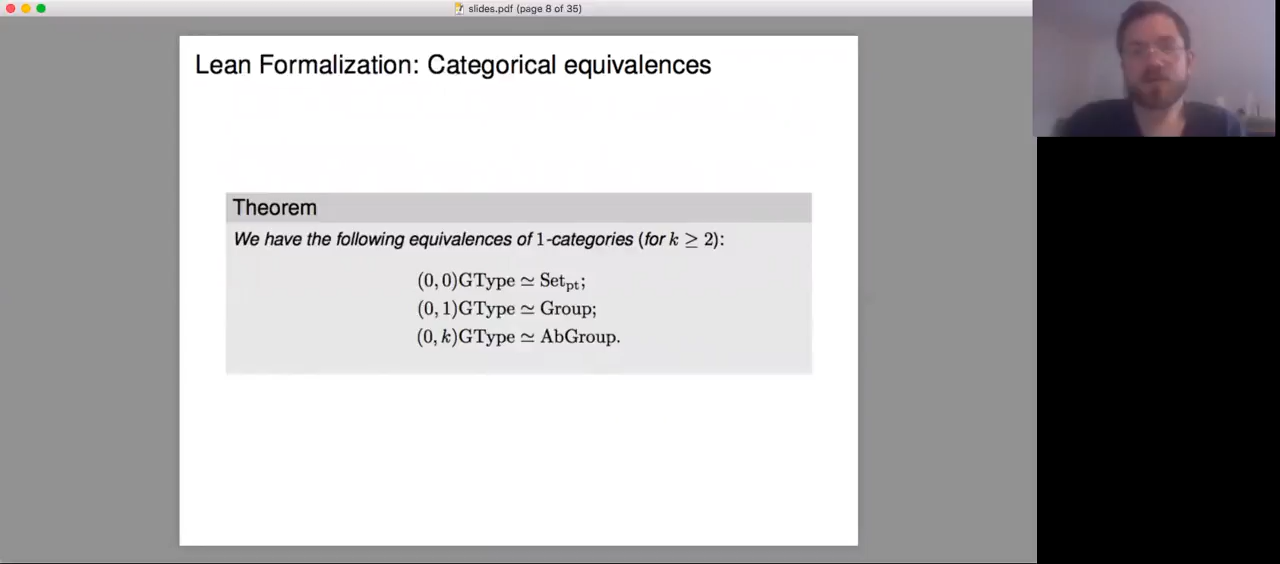 slides.pdf (page 8 of 35)
Lean Formalization: Categorical equivalences
Theorem
We have the following equivalences of 1-categories (for k ≥ 2):
(0, 0)GType ≃ Set_pt;
(0, 1)GType ≃ Group;
(0, k)GType ≃ AbGroup.